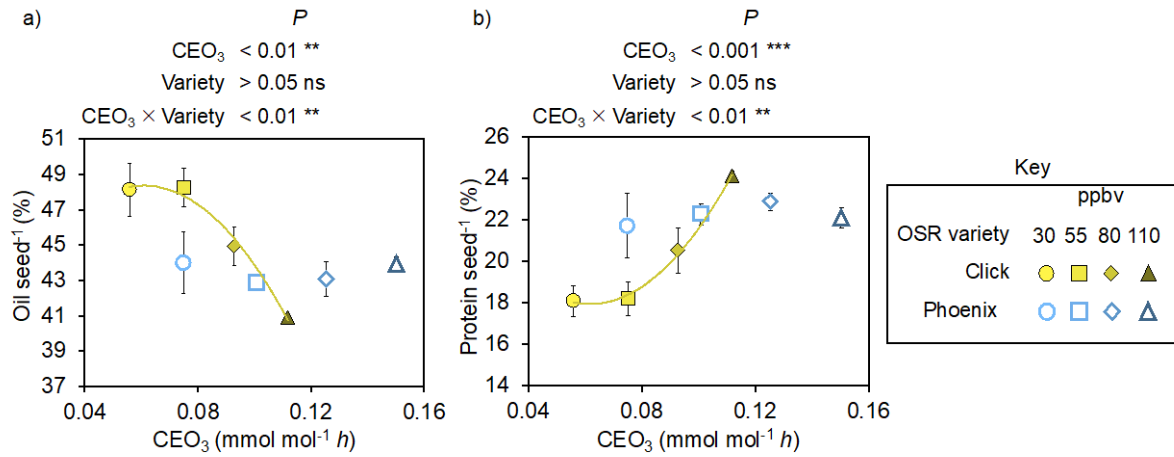 a)
P
CEO₃ < 0.01 **
Variety > 0.05 ns
CEO₃ × Variety < 0.01 **
51
49
47
45
43
41
39
37
Oil seed⁻¹ (%)
0.04 0.08 0.12 0.16
CEO₃ (mmol mol⁻¹ h)
b)
P
CEO₃ < 0.001 ***
Variety > 0.05 ns
CEO₃ × Variety < 0.01 **
26
24
22
20
18
16
14
Protein seed⁻¹ (%)
0.04 0.08 0.12 0.16
CEO₃ (mmol mol⁻¹ h)
Key
ppbv
OSR variety 30 55 80 110
Click
Phoenix